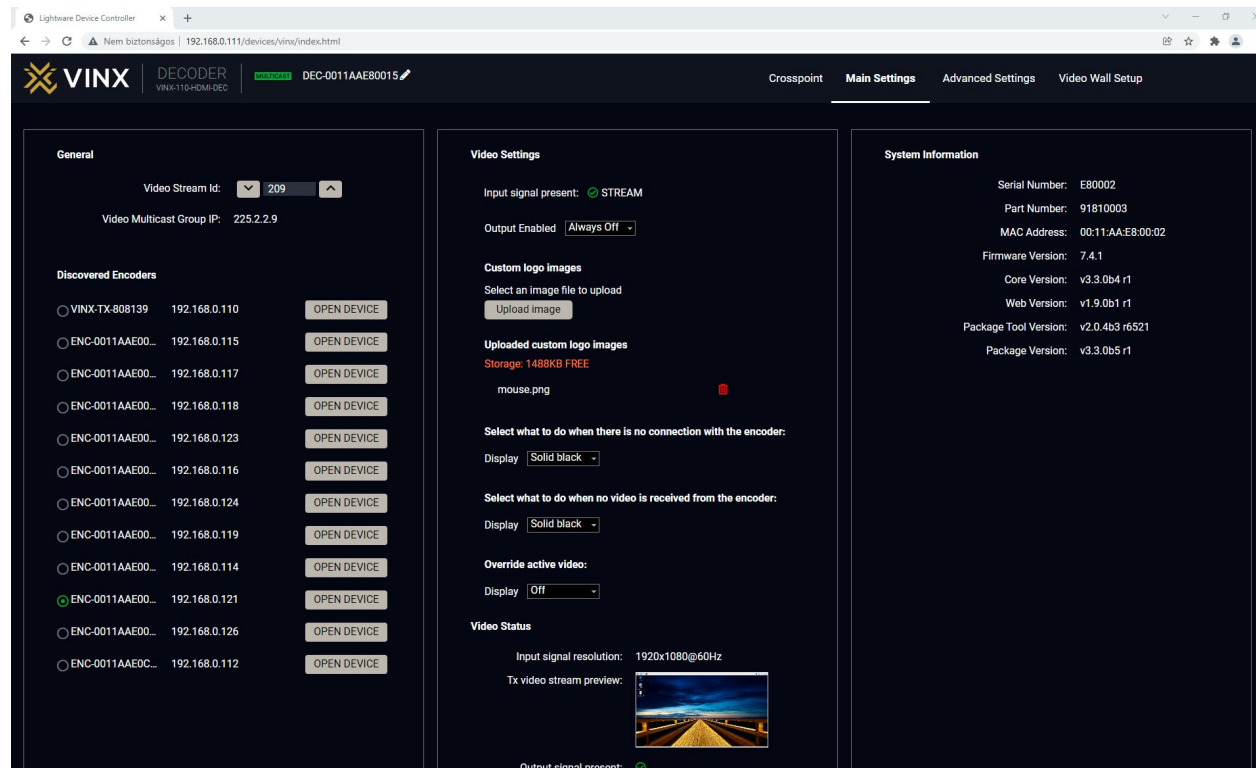 Lightware Device Controller
Nem biztonságos | 192.168.0.111/devices/vinx/index.html
VINX
DECODER
VINX-110-HDMI-DEC
MULTICAST
DEC-0011AAE80015
Crosspoint
Main Settings
Advanced Settings
Video Wall Setup
General
Video Stream Id: 209
Video Multicast Group IP: 225.2.2.9
Discovered Encoders
VINX-TX-808139 192.168.0.110 OPEN DEVICE
ENC-0011AAE00... 192.168.0.115 OPEN DEVICE
ENC-0011AAE00... 192.168.0.117 OPEN DEVICE
ENC-0011AAE00... 192.168.0.118 OPEN DEVICE
ENC-0011AAE00... 192.168.0.123 OPEN DEVICE
ENC-0011AAE00... 192.168.0.116 OPEN DEVICE
ENC-0011AAE00... 192.168.0.124 OPEN DEVICE
ENC-0011AAE00... 192.168.0.119 OPEN DEVICE
ENC-0011AAE00... 192.168.0.114 OPEN DEVICE
ENC-0011AAE00... 192.168.0.121 OPEN DEVICE
ENC-0011AAE00... 192.168.0.126 OPEN DEVICE
ENC-0011AAE0C... 192.168.0.112 OPEN DEVICE
Video Settings
Input signal present: STREAM
Output Enabled Always Off
Custom logo images
Select an image file to upload
Upload image
Uploaded custom logo images
Storage: 1488KB FREE
mouse.png
Select what to do when there is no connection with the encoder:
Display Solid black
Select what to do when no video is received from the encoder:
Display Solid black
Override active video:
Display Off
Video Status
Input signal resolution: 1920x1080@60Hz
Tx video stream preview:
Output signal present:
System Information
Serial Number: E80002
Part Number: 91810003
MAC Address: 00:11:AA:E8:00:02
Firmware Version: 7.4.1
Core Version: v3.3.0b4 r1
Web Version: v1.9.0b1 r1
Package Tool Version: v2.0.4b3 r6521
Package Version: v3.3.0b5 r1